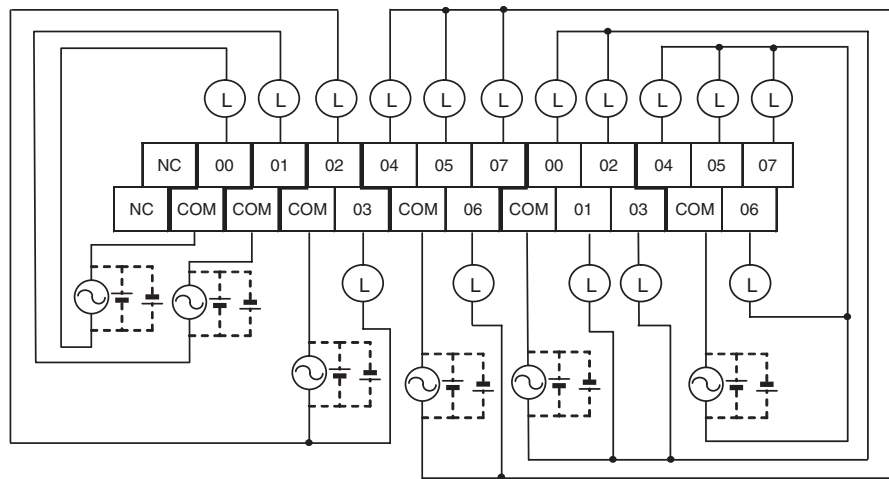 L L L L L L L L L L L
NC 00 01 02 04 05 07 00 02 04 05 07
NC COM COM COM 03 COM 06 COM 01 03 COM 06
L L L L L